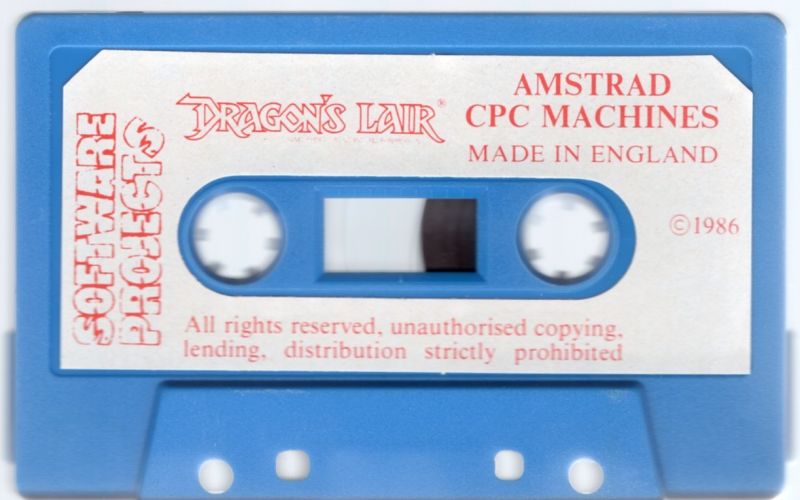 SOFTWARE
PROJECTS
DRAGON'S LAIR®
AMSTRAD
CPC MACHINES
MADE IN ENGLAND
©1986
All rights reserved, unauthorised copying,
lending, distribution strictly prohibited